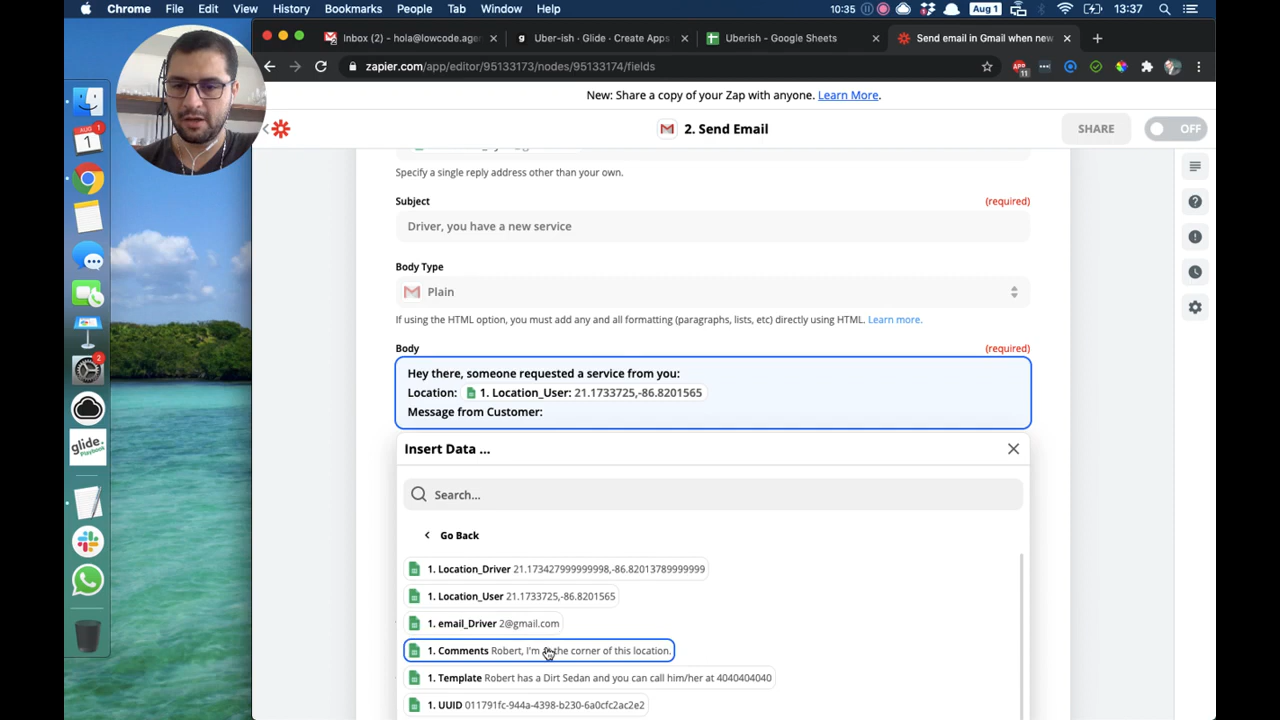 Chrome File Edit View History Bookmarks People Tab Window Help
10:35 Aug 1 13:37
Inbox (2) - hola@lowcode.agen
Uber-ish - Glide - Create Apps
Uberish - Google Sheets
Send email in Gmail when new
zapier.com/app/editor/95133173/nodes/95133174/fields
11
New: Share a copy of your Zap with anyone. Learn More.
2. Send Email
SHARE
OFF
AUG 1
1
2
glide
Playbook
Specify a single reply address other than your own.
Subject (required)
Driver, you have a new service
Body Type
Plain
If using the HTML option, you must add any and all formatting (paragraphs, lists, etc) directly using HTML. Learn more.
Body (required)
Hey there, someone requested a service from you:
Location: 1. Location_User: 21.1733725,-86.8201565
Message from Customer:
Insert Data ...
Search...
Go Back
1. Location_Driver 21.173427999999998,-86.82013789999999
1. Location_User 21.1733725,-86.8201565
1. email_Driver 2@gmail.com
1. Comments Robert, I'm the corner of this location.
1. Template Robert has a Dirt Sedan and you can call him/her at 4040404040
1. UUID 011791fc-944a-4398-b230-6a0cfc2ac2e2